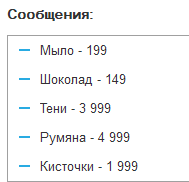 Сообщения:
Мыло - 199
Шоколад - 149
Тени - 3 999
Румяна - 4 999
Кисточки - 1 999